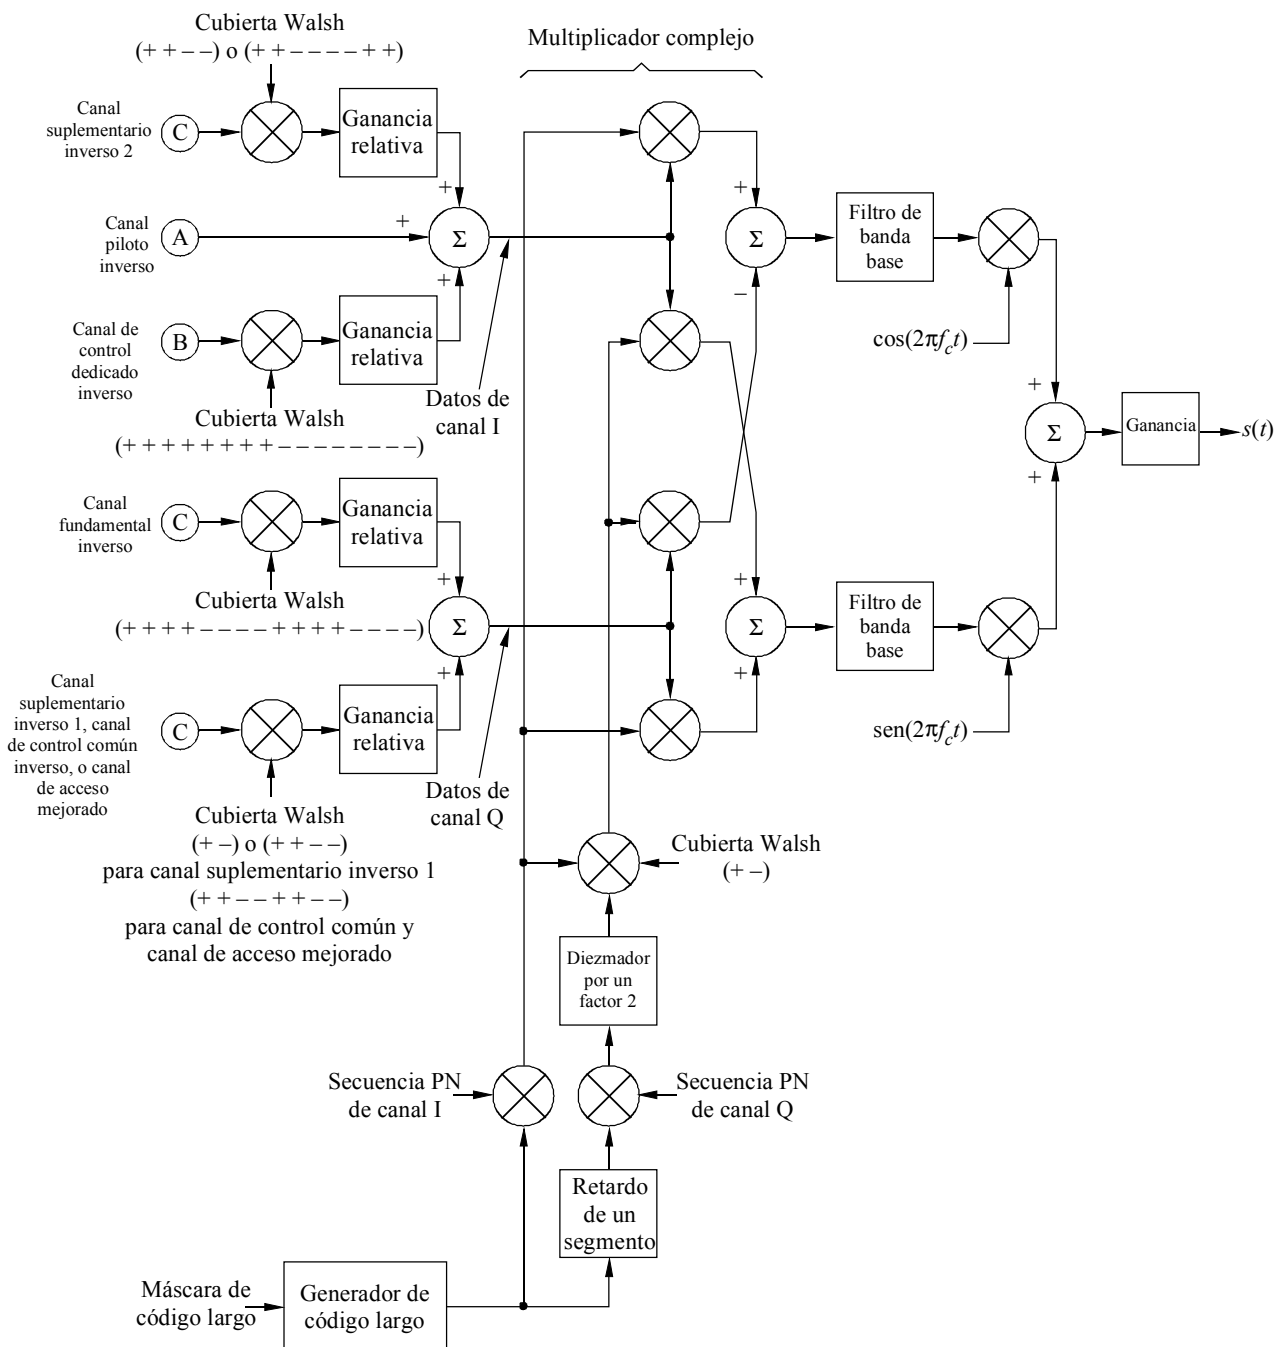 Cubierta Walsh
(+ + – –) o (+ + – – – – + +)
Multiplicador complejo
Canal
suplementario
inverso 2
C
Ganancia
relativa
+
+
Canal
piloto
inverso
A
+
Σ
Σ
Filtro de
banda
base
+
–
Canal de
control
dedicado
inverso
B
Ganancia
relativa
cos(2πf_c t)
Cubierta Walsh
(+ + + + + + + + – – – – – – – –)
Datos de
canal I
+
Σ
Ganancia
s(t)
+
Canal
fundamental
inverso
C
Ganancia
relativa
+
+
Cubierta Walsh
(+ + + + – – – – + + + + – – – –)
Σ
Σ
Filtro de
banda
base
+
+
Canal
suplementario
inverso 1, canal
de control común
inverso, o canal
de acceso
mejorado
C
Ganancia
relativa
sen(2πf_c t)
Datos de
canal Q
Cubierta Walsh
(+ –) o (+ + – –)
para canal suplementario inverso 1
(+ + – – + + – –)
para canal de control común y
canal de acceso mejorado
Cubierta Walsh
(+ –)
Diezmador
por un
factor 2
Secuencia PN
de canal I
Secuencia PN
de canal Q
Retardo
de un
segmento
Máscara de
código largo
Generador de
código largo